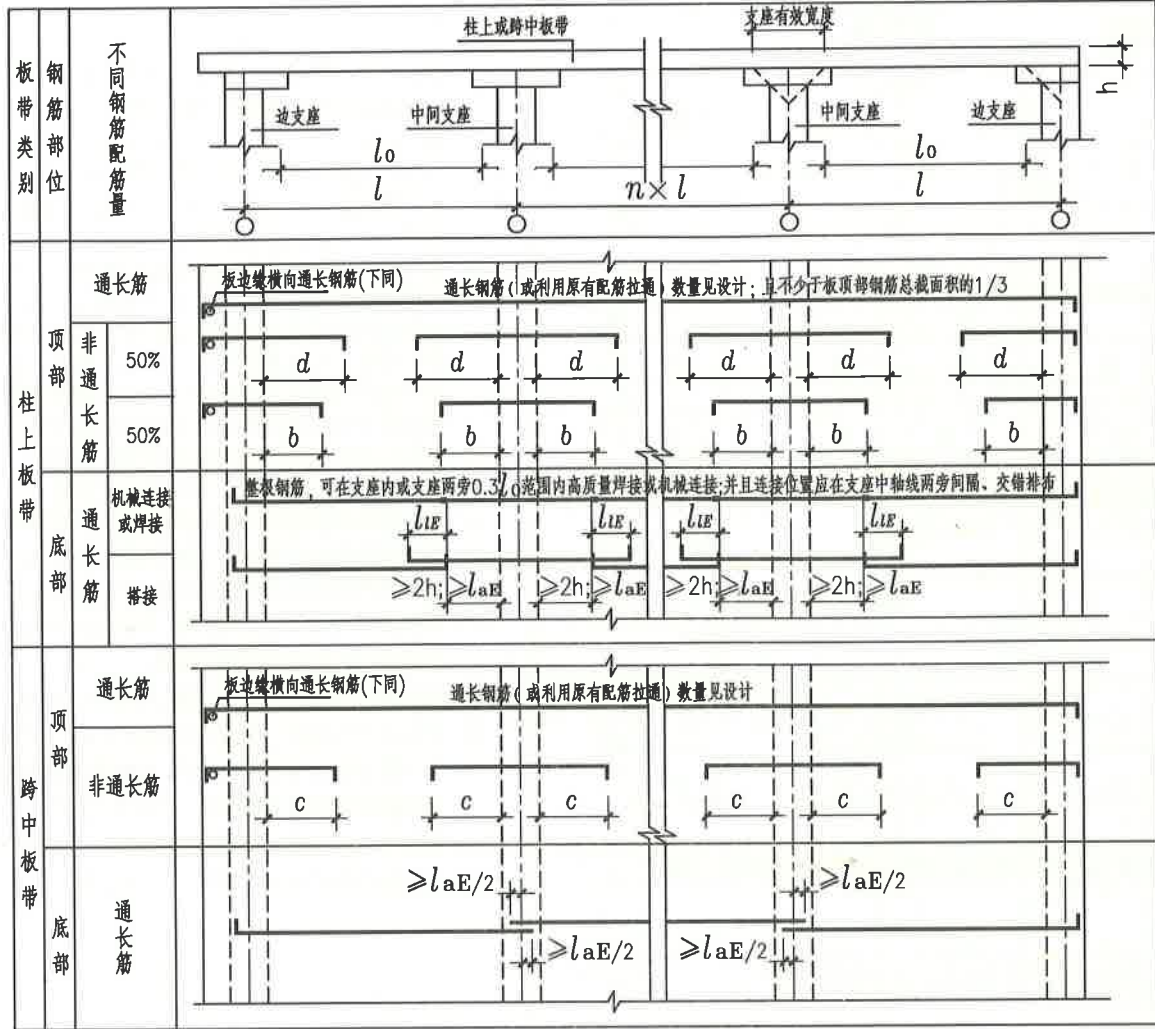 板带类别
钢筋部位
不同钢筋配筋量
柱上或跨中板带
支座有效宽度
h
边支座
中间支座
中间支座
边支座
l0
l0
l
n×l
l
柱上板带
顶部
通长筋
板边缘横向通长钢筋(下同)
通长钢筋(或利用原有配筋拉通)数量见设计；且不少于板顶部钢筋总截面积的1/3
非通长筋
50%
d
d
d
d
d
d
50%
b
b
b
b
b
b
底部
通长筋
机械连接
或焊接
整根钢筋，可在支座内或支座两旁0.3l0范围内高质量焊接或机械连接;并且连接位置应在支座中轴线两旁间隔、交错排布
搭接
llE
llE
llE
llE
≥2h;≥laE
≥2h;≥laE
≥2h;≥laE
≥2h;≥laE
跨中板带
顶部
通长筋
板边缘横向通长钢筋(下同)
通长钢筋(或利用原有配筋拉通)数量见设计
非通长筋
c
c
c
c
c
c
底部
通长筋
≥laE/2
≥laE/2
≥laE/2
≥laE/2